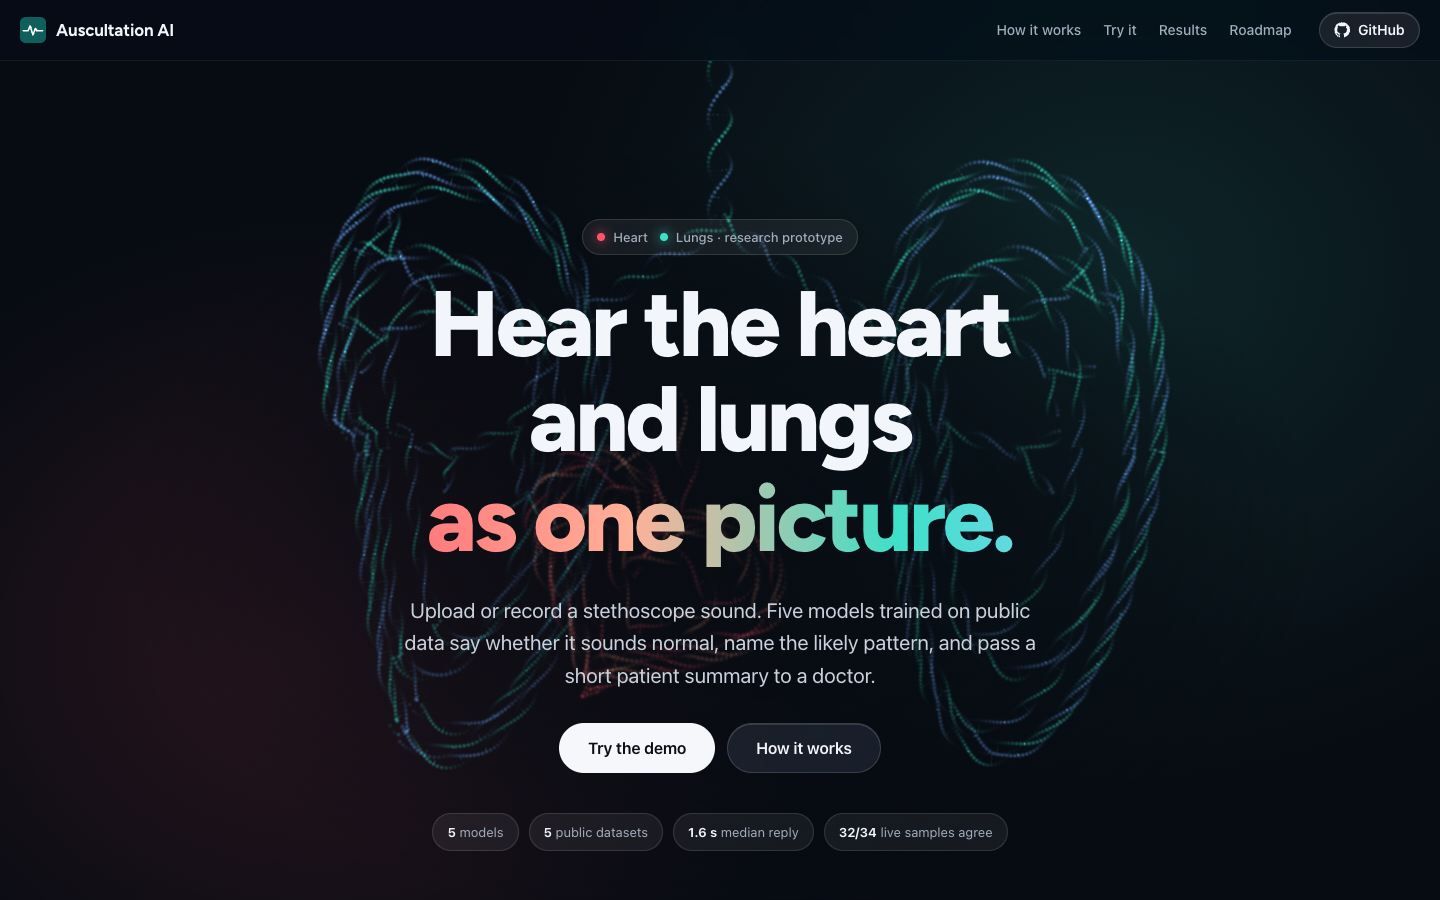 Auscultation AI
How it works
Try it
Results
Roadmap
GitHub
Heart
Lungs · research prototype
Hear the heart
and lungs
as one picture.
Upload or record a stethoscope sound. Five models trained on public
data say whether it sounds normal, name the likely pattern, and pass a
short patient summary to a doctor.
Try the demo
How it works
5 models
5 public datasets
1.6 s median reply
32/34 live samples agree